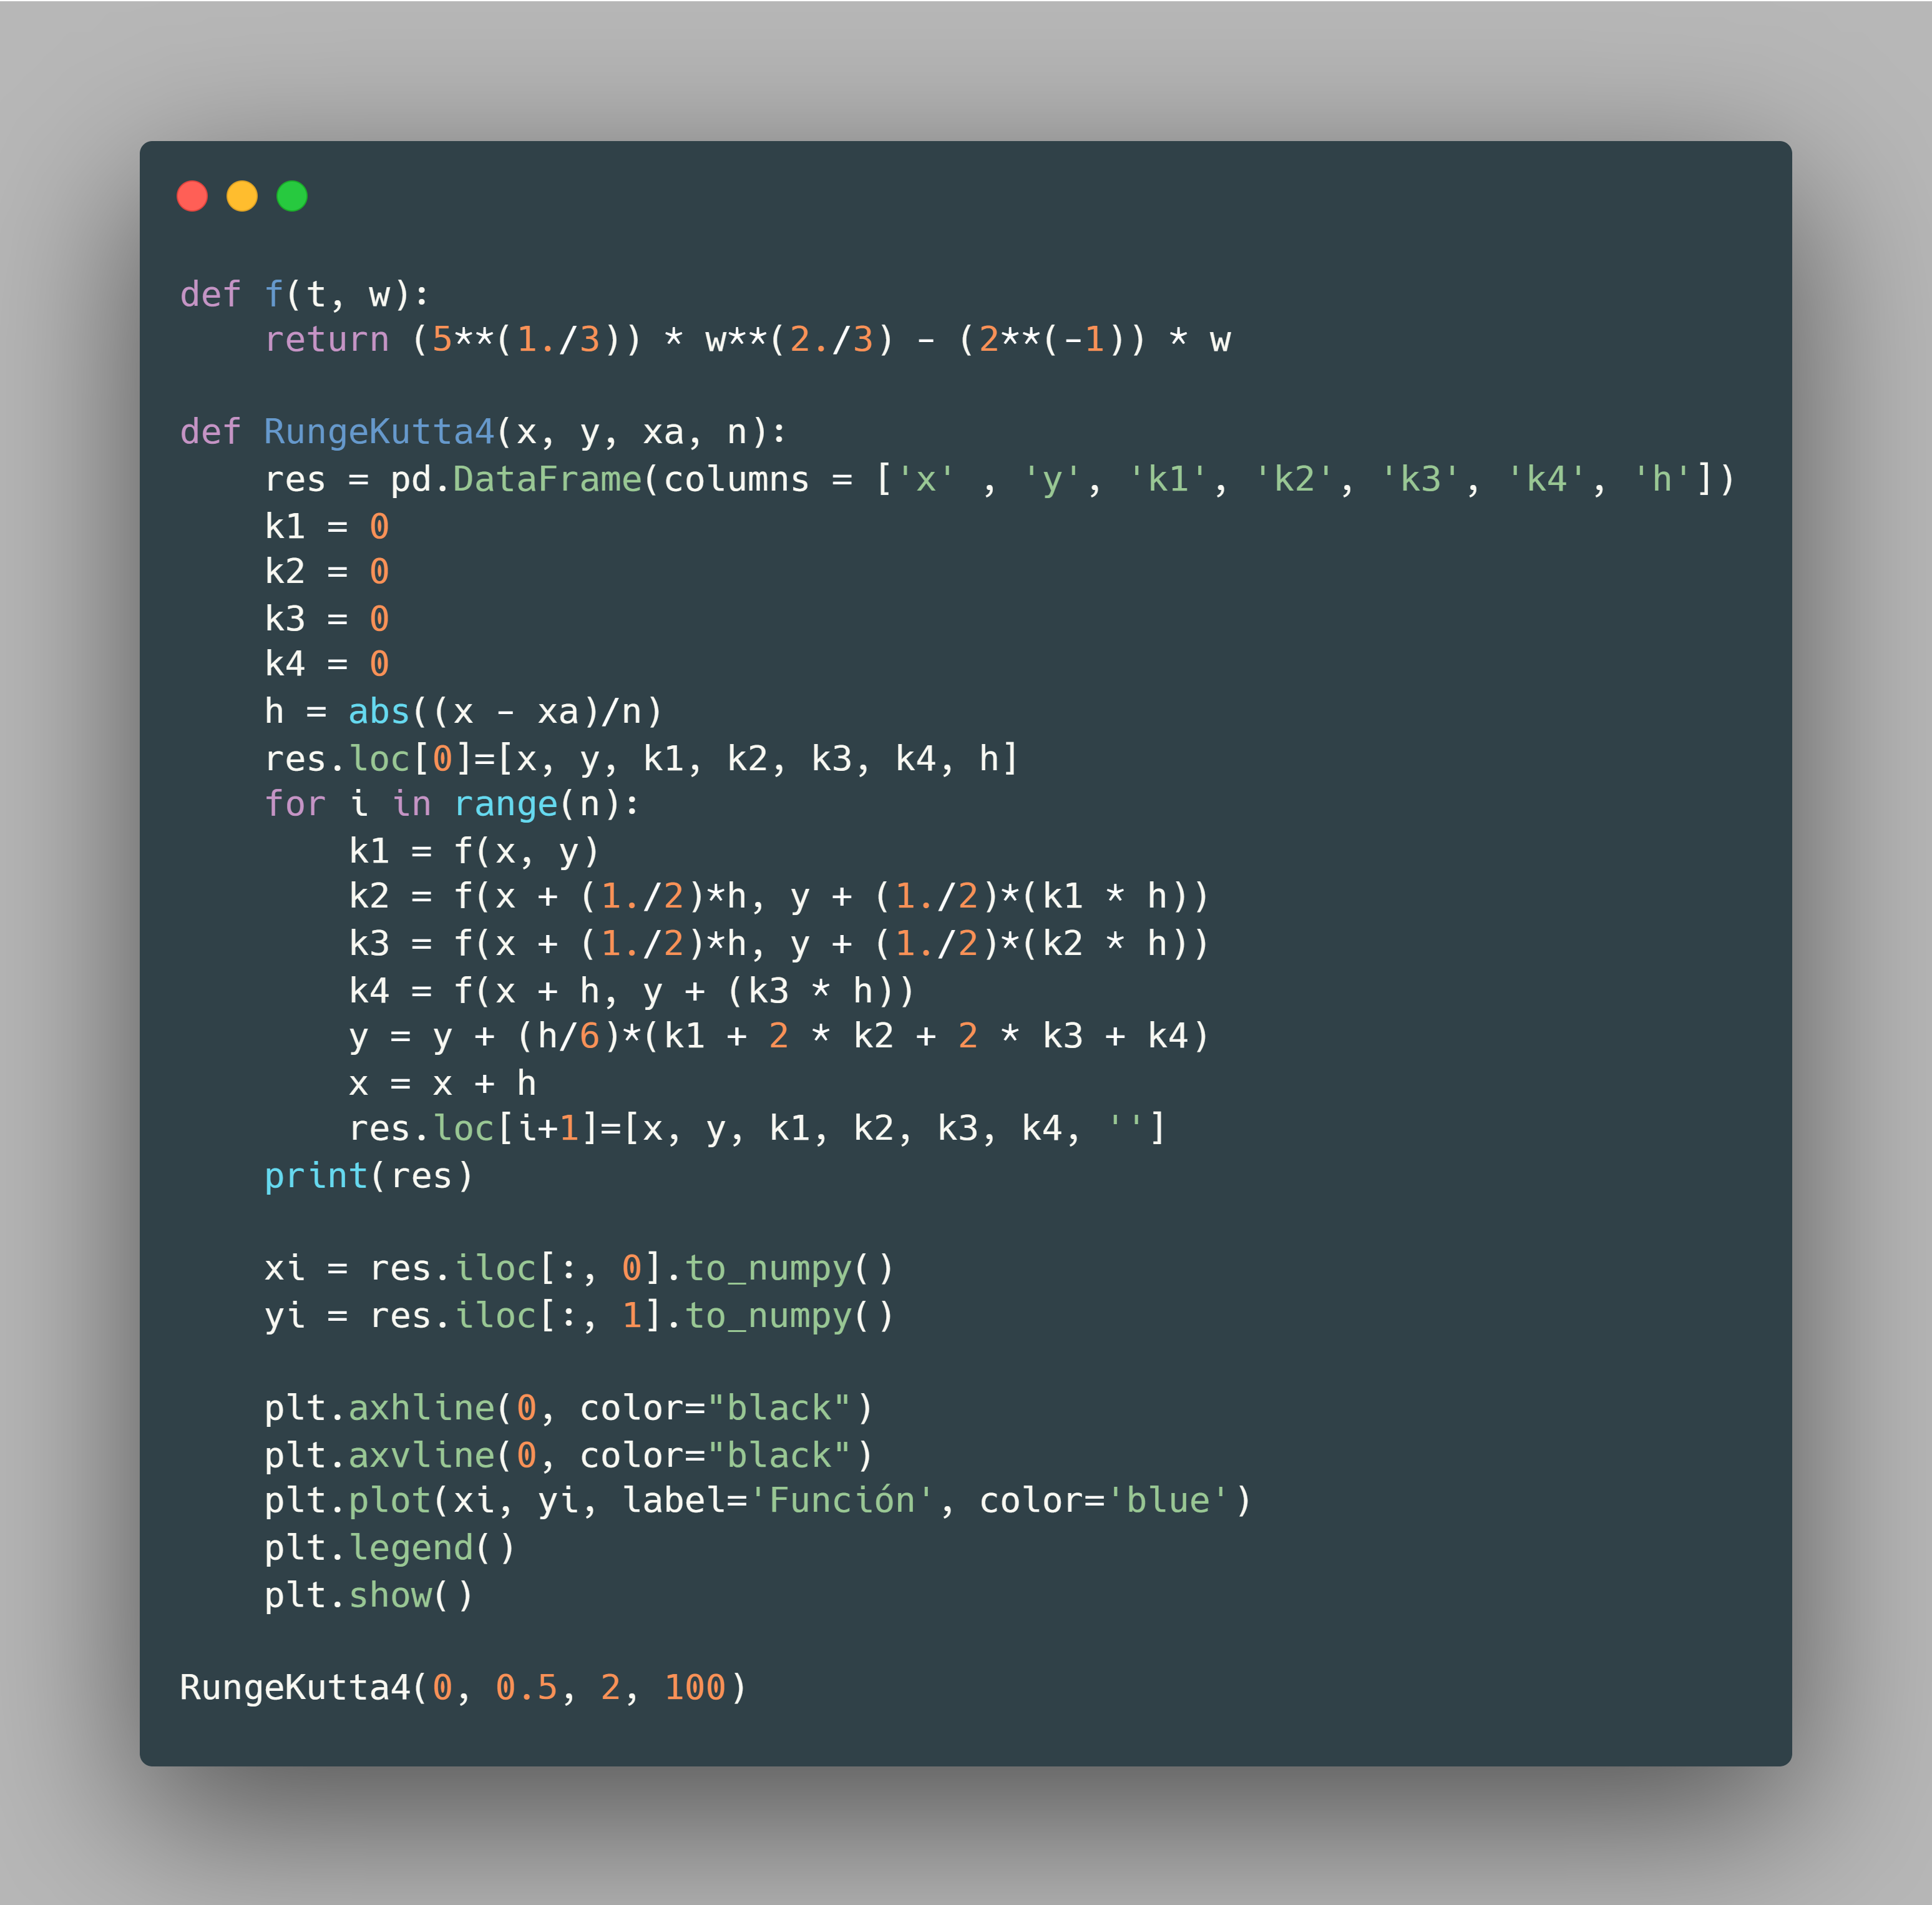 def f(t, w):
    return (5**(1./3)) * w**(2./3) - (2**(-1)) * w

def RungeKutta4(x, y, xa, n):
    res = pd.DataFrame(columns = ['x' , 'y', 'k1', 'k2', 'k3', 'k4', 'h'])
    k1 = 0
    k2 = 0
    k3 = 0
    k4 = 0
    h = abs((x - xa)/n)
    res.loc[0]=[x, y, k1, k2, k3, k4, h]
    for i in range(n):
        k1 = f(x, y)
        k2 = f(x + (1./2)*h, y + (1./2)*(k1 * h))
        k3 = f(x + (1./2)*h, y + (1./2)*(k2 * h))
        k4 = f(x + h, y + (k3 * h))
        y = y + (h/6)*(k1 + 2 * k2 + 2 * k3 + k4)
        x = x + h
        res.loc[i+1]=[x, y, k1, k2, k3, k4, '']
    print(res)

    xi = res.iloc[:, 0].to_numpy()
    yi = res.iloc[:, 1].to_numpy()

    plt.axhline(0, color="black")
    plt.axvline(0, color="black")
    plt.plot(xi, yi, label='Función', color='blue')
    plt.legend()
    plt.show()

RungeKutta4(0, 0.5, 2, 100)